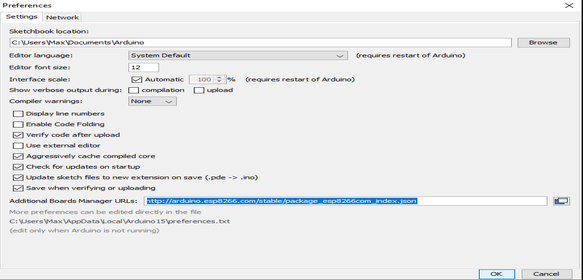 Preferences
Settings Network
Sketchbook location:
C:\Users\Max\Documents\Arduino Browse
Editor language: System Default (requires restart of Arduino)
Editor font size: 12
Interface scale: Automatic 100 % (requires restart of Arduino)
Show verbose output during: compilation upload
Compiler warnings: None
Display line numbers
Enable Code Folding
Verify code after upload
Use external editor
Aggressively cache compiled core
Check for updates on startup
Update sketch files to new extension on save (.pde -> .ino)
Save when verifying or uploading
Additional Boards Manager URLs: http://arduino.esp8266.com/stable/package_esp8266com_index.json
More preferences can be edited directly in the file
C:\Users\Max\AppData\Local\Arduino15\preferences.txt
(edit only when Arduino is not running)
OK Cancel